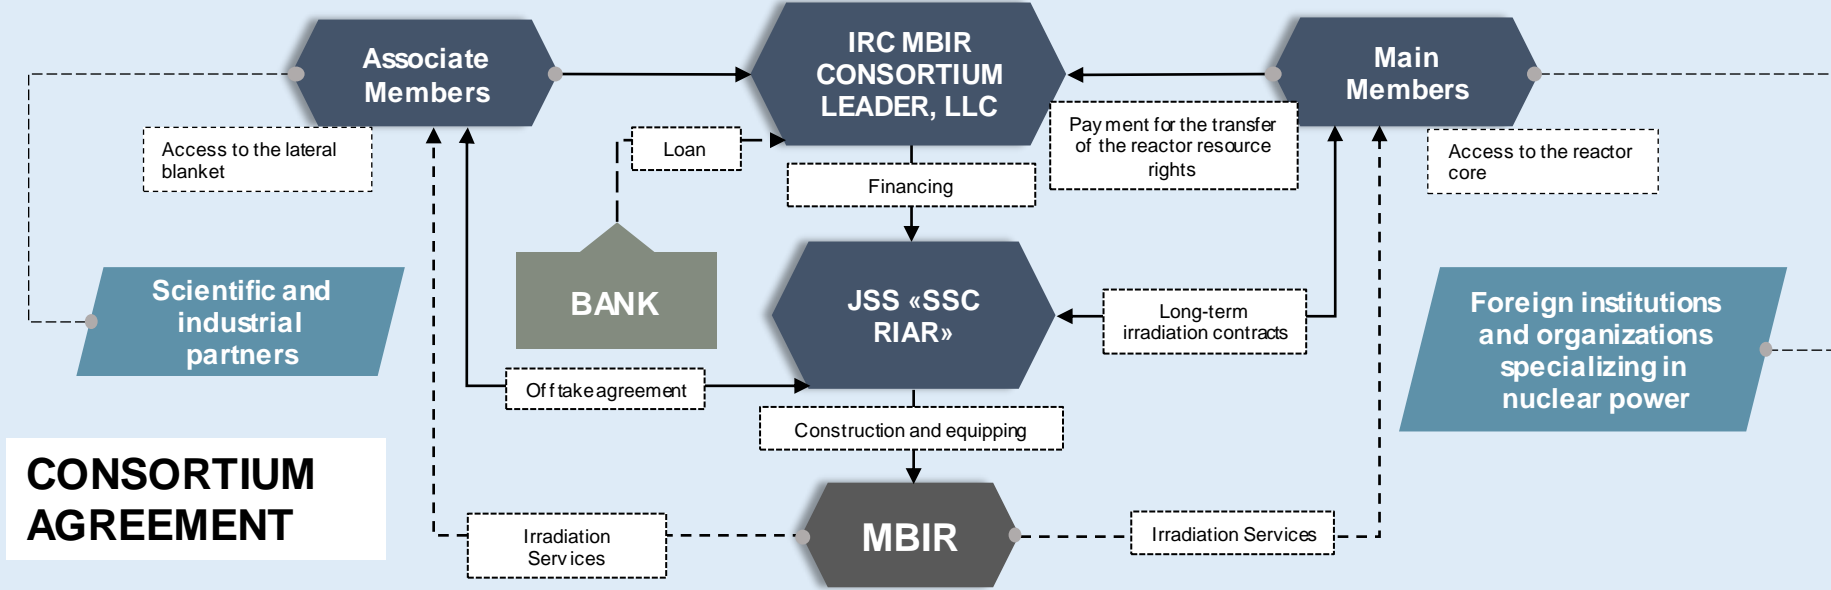 Associate
Members
IRC MBIR
CONSORTIUM
LEADER, LLC
Main
Members
Access to the lateral
blanket
Loan
Payment for the transfer
of the reactor resource
rights
Access to the reactor
core
Financing
Scientific and
industrial
partners
BANK
JSS «SSC
RIAR»
Long-term
irradiation contracts
Foreign institutions
and organizations
specializing in
nuclear power
Off take agreement
Construction and equipping
CONSORTIUM
AGREEMENT
Irradiation
Services
MBIR
Irradiation Services